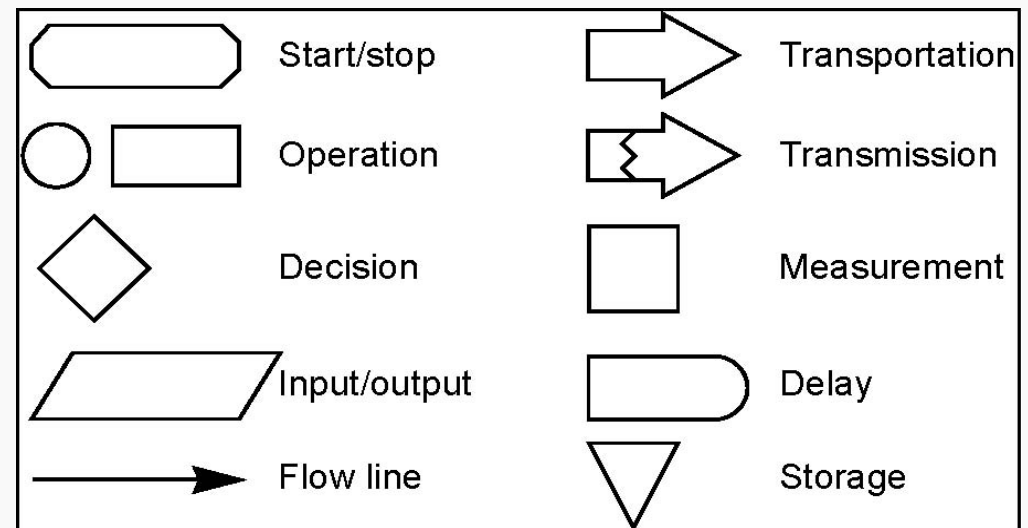 Start/stop
Operation
Decision
Input/output
Flow line
Transportation
Transmission
Measurement
Delay
Storage